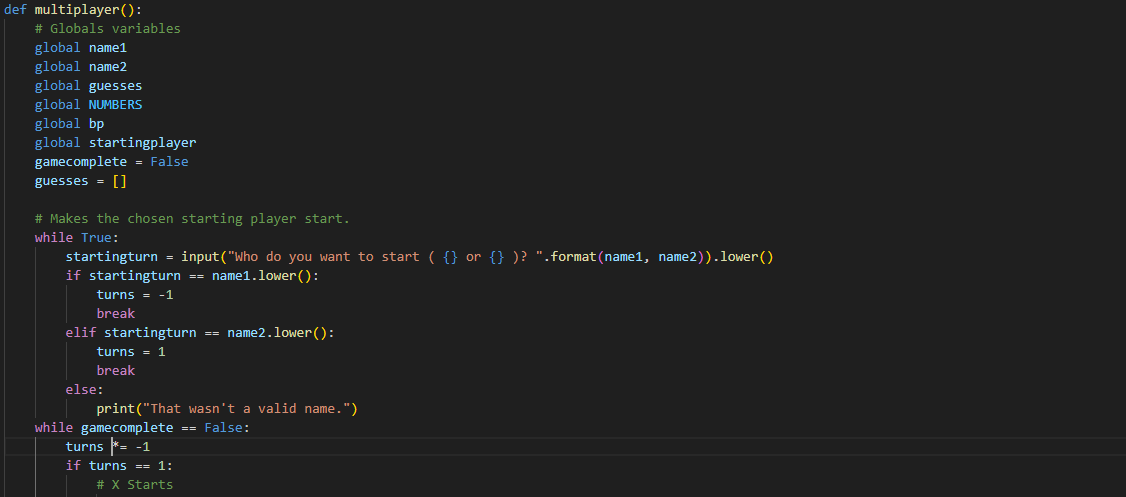 def multiplayer():
    # Globals variables
    global name1
    global name2
    global guesses
    global NUMBERS
    global bp
    global startingplayer
    gamecomplete = False
    guesses = []
    # Makes the chosen starting player start.
    while True:
        startingturn = input("Who do you want to start ( {} or {} )? ".format(name1, name2)).lower()
        if startingturn == name1.lower():
            turns = -1
            break
        elif startingturn == name2.lower():
            turns = 1
            break
        else:
            print("That wasn't a valid name.")
    while gamecomplete == False:
        turns *= -1
        if turns == 1:
            # X Starts